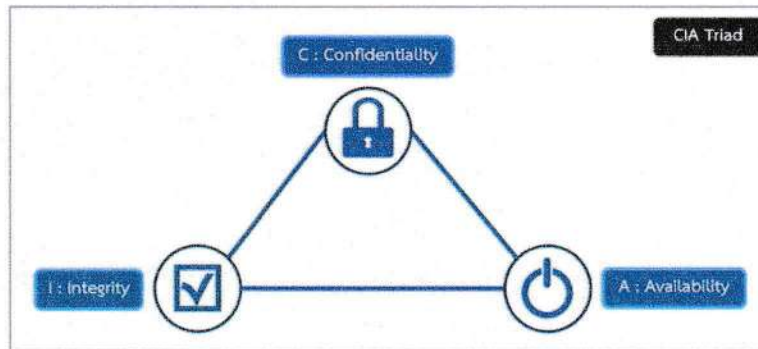 CIA Triad
C : Confidentiality
I : Integrity
A : Availability